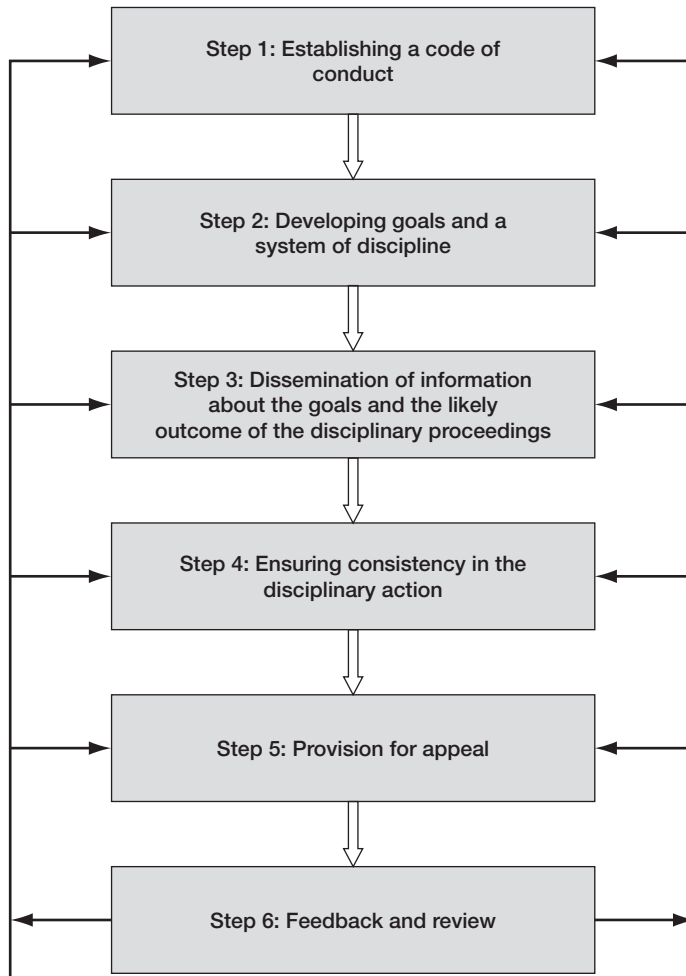 Step 1: Establishing a code of
conduct
Step 2: Developing goals and a
system of discipline
Step 3: Dissemination of information
about the goals and the likely
outcome of the disciplinary proceedings
Step 4: Ensuring consistency in the
disciplinary action
Step 5: Provision for appeal
Step 6: Feedback and review